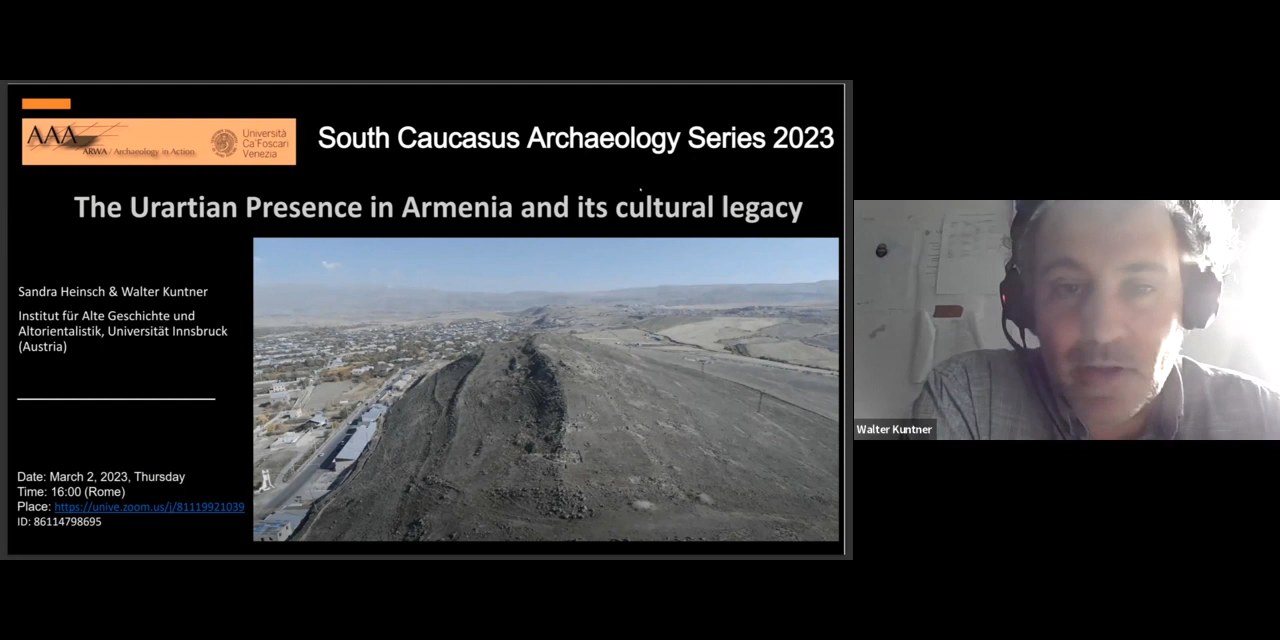 AAA
ARWA / Archaeology in Action
Università
Ca'Foscari
Venezia
South Caucasus Archaeology Series 2023
The Urartian Presence in Armenia and its cultural legacy
Sandra Heinsch & Walter Kuntner
Institut für Alte Geschichte und
Altorientalistik, Universität Innsbruck
(Austria)
Date: March 2, 2023, Thursday
Time: 16:00 (Rome)
Place: https://unive.zoom.us/j/81119921039
ID: 86114798695
Walter Kuntner